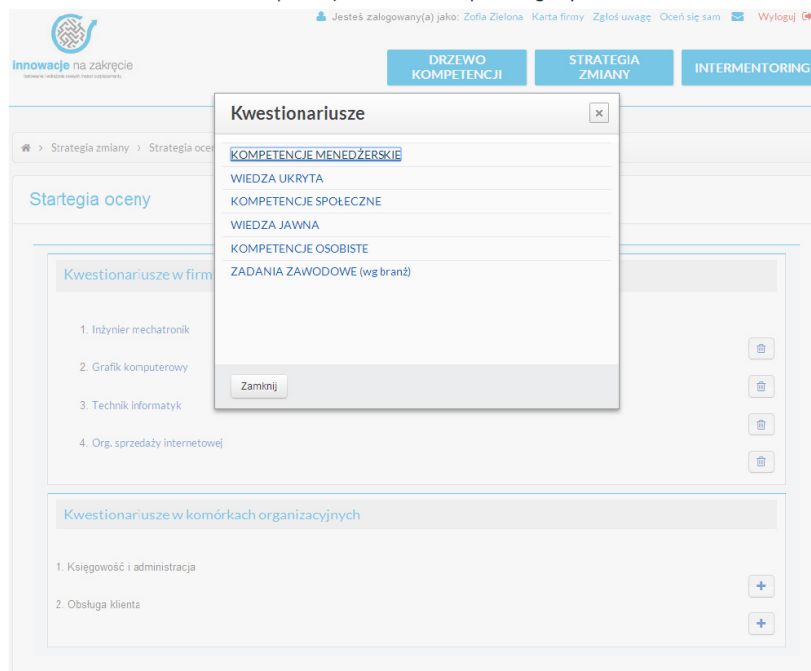 Jesteś zalogowany(a) jako: Zofia Zielona Karta firmy Zgłoś uwagę Oceń się sam Wyloguj
innowacje na zakręcie
DRZEWO KOMPETENCJI
STRATEGIA ZMIANY
INTERMENTORING
Kwestionariusze
x
> Strategia zmiany > Strategia ocen
KOMPETENCJE MENEDŻERSKIE
WIEDZA UKRYTA
KOMPETENCJE SPOŁECZNE
WIEDZA JAWNA
KOMPETENCJE OSOBISTE
ZADANIA ZAWODOWE (wg branż)
Zamknij
Startegia oceny
Kwestionariusze w firm
1. Inżynier mechatronik
2. Grafik komputerowy
3. Technik informatyk
4. Org. sprzedaży internetowej
Kwestionariusze w komórkach organizacyjnych
1. Księgowość i administracja
2. Obsługa klienta